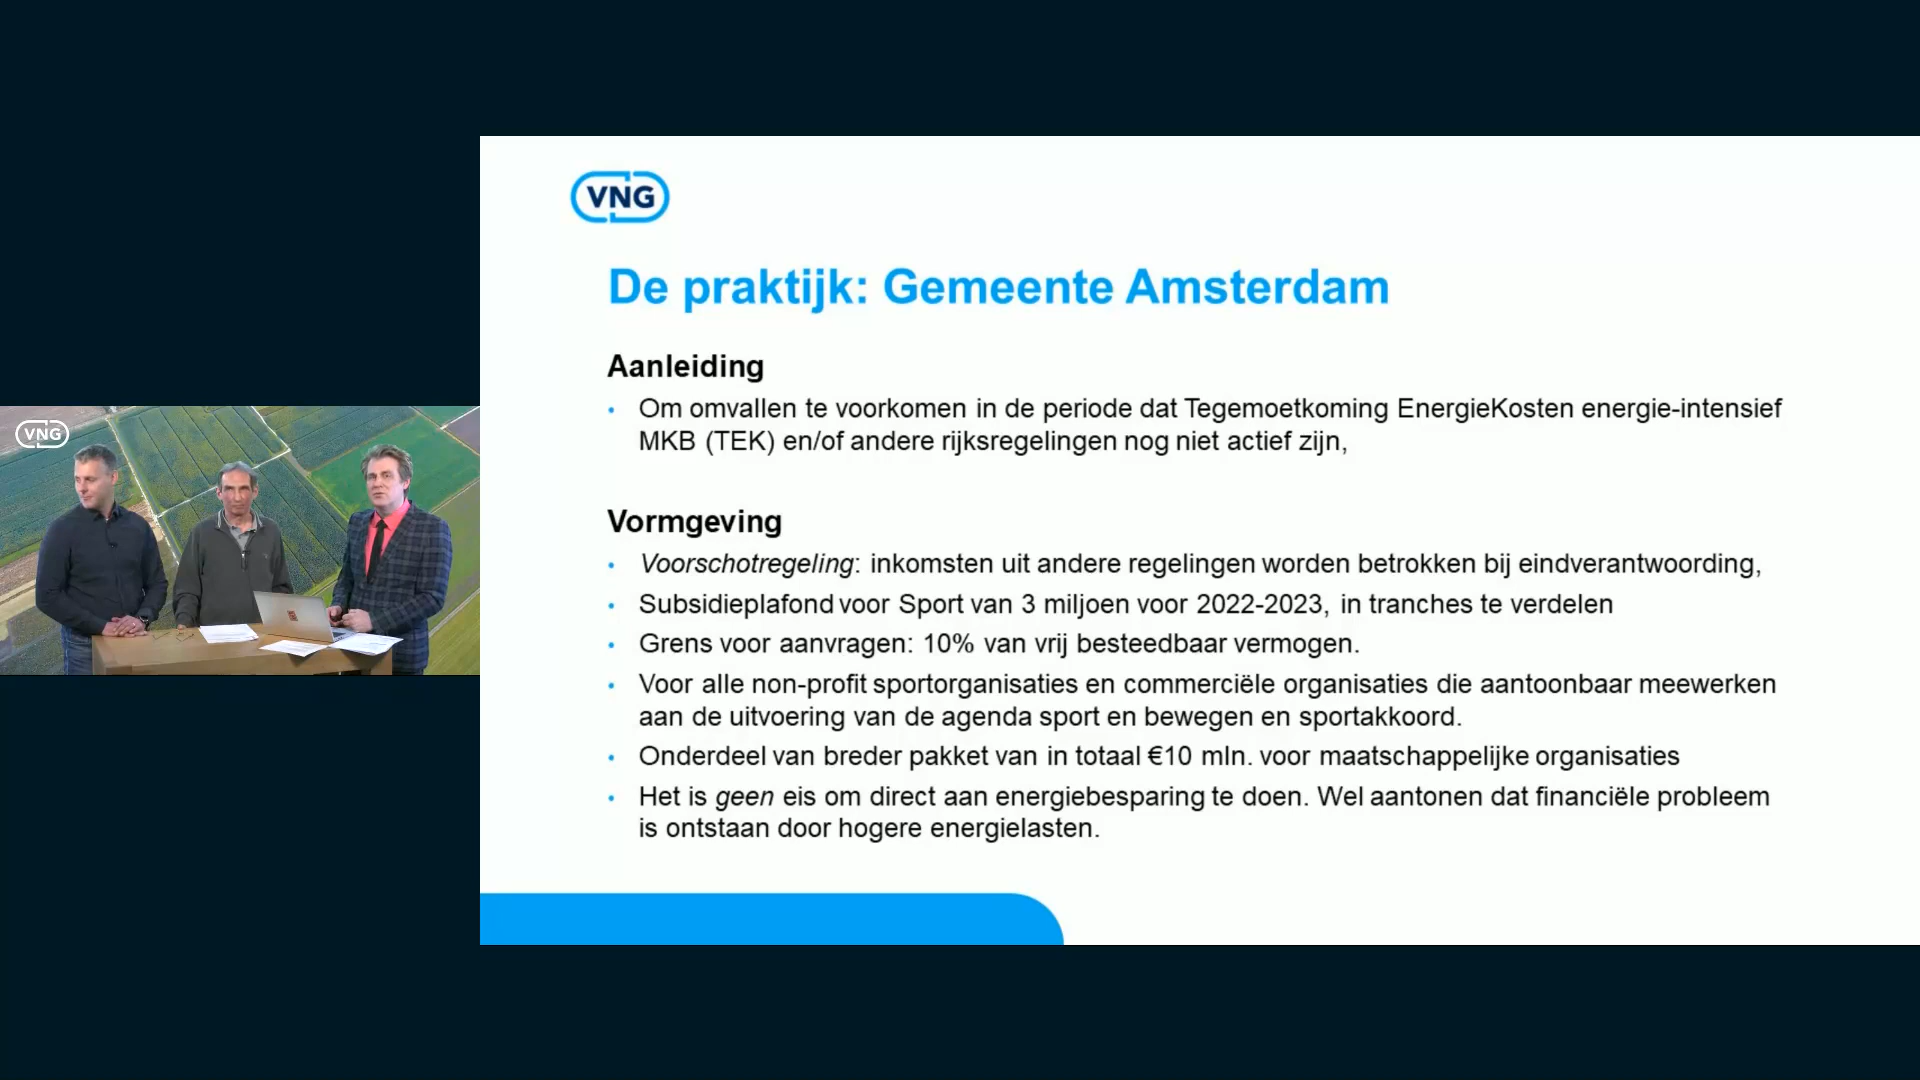 VNG
De praktijk: Gemeente Amsterdam
Aanleiding
• Om omvallen te voorkomen in de periode dat Tegemoetkoming EnergieKosten energie-intensief
MKB (TEK) en/of andere rijksregelingen nog niet actief zijn,
Vormgeving
• Voorschotregeling: inkomsten uit andere regelingen worden betrokken bij eindverantwoording,
• Subsidieplafond voor Sport van 3 miljoen voor 2022-2023, in tranches te verdelen
• Grens voor aanvragen: 10% van vrij besteedbaar vermogen.
• Voor alle non-profit sportorganisaties en commerciële organisaties die aantoonbaar meewerken
aan de uitvoering van de agenda sport en bewegen en sportakkoord.
• Onderdeel van breder pakket van in totaal €10 mln. voor maatschappelijke organisaties
• Het is geen eis om direct aan energiebesparing te doen. Wel aantonen dat financiële probleem
is ontstaan door hogere energielasten.
VNG